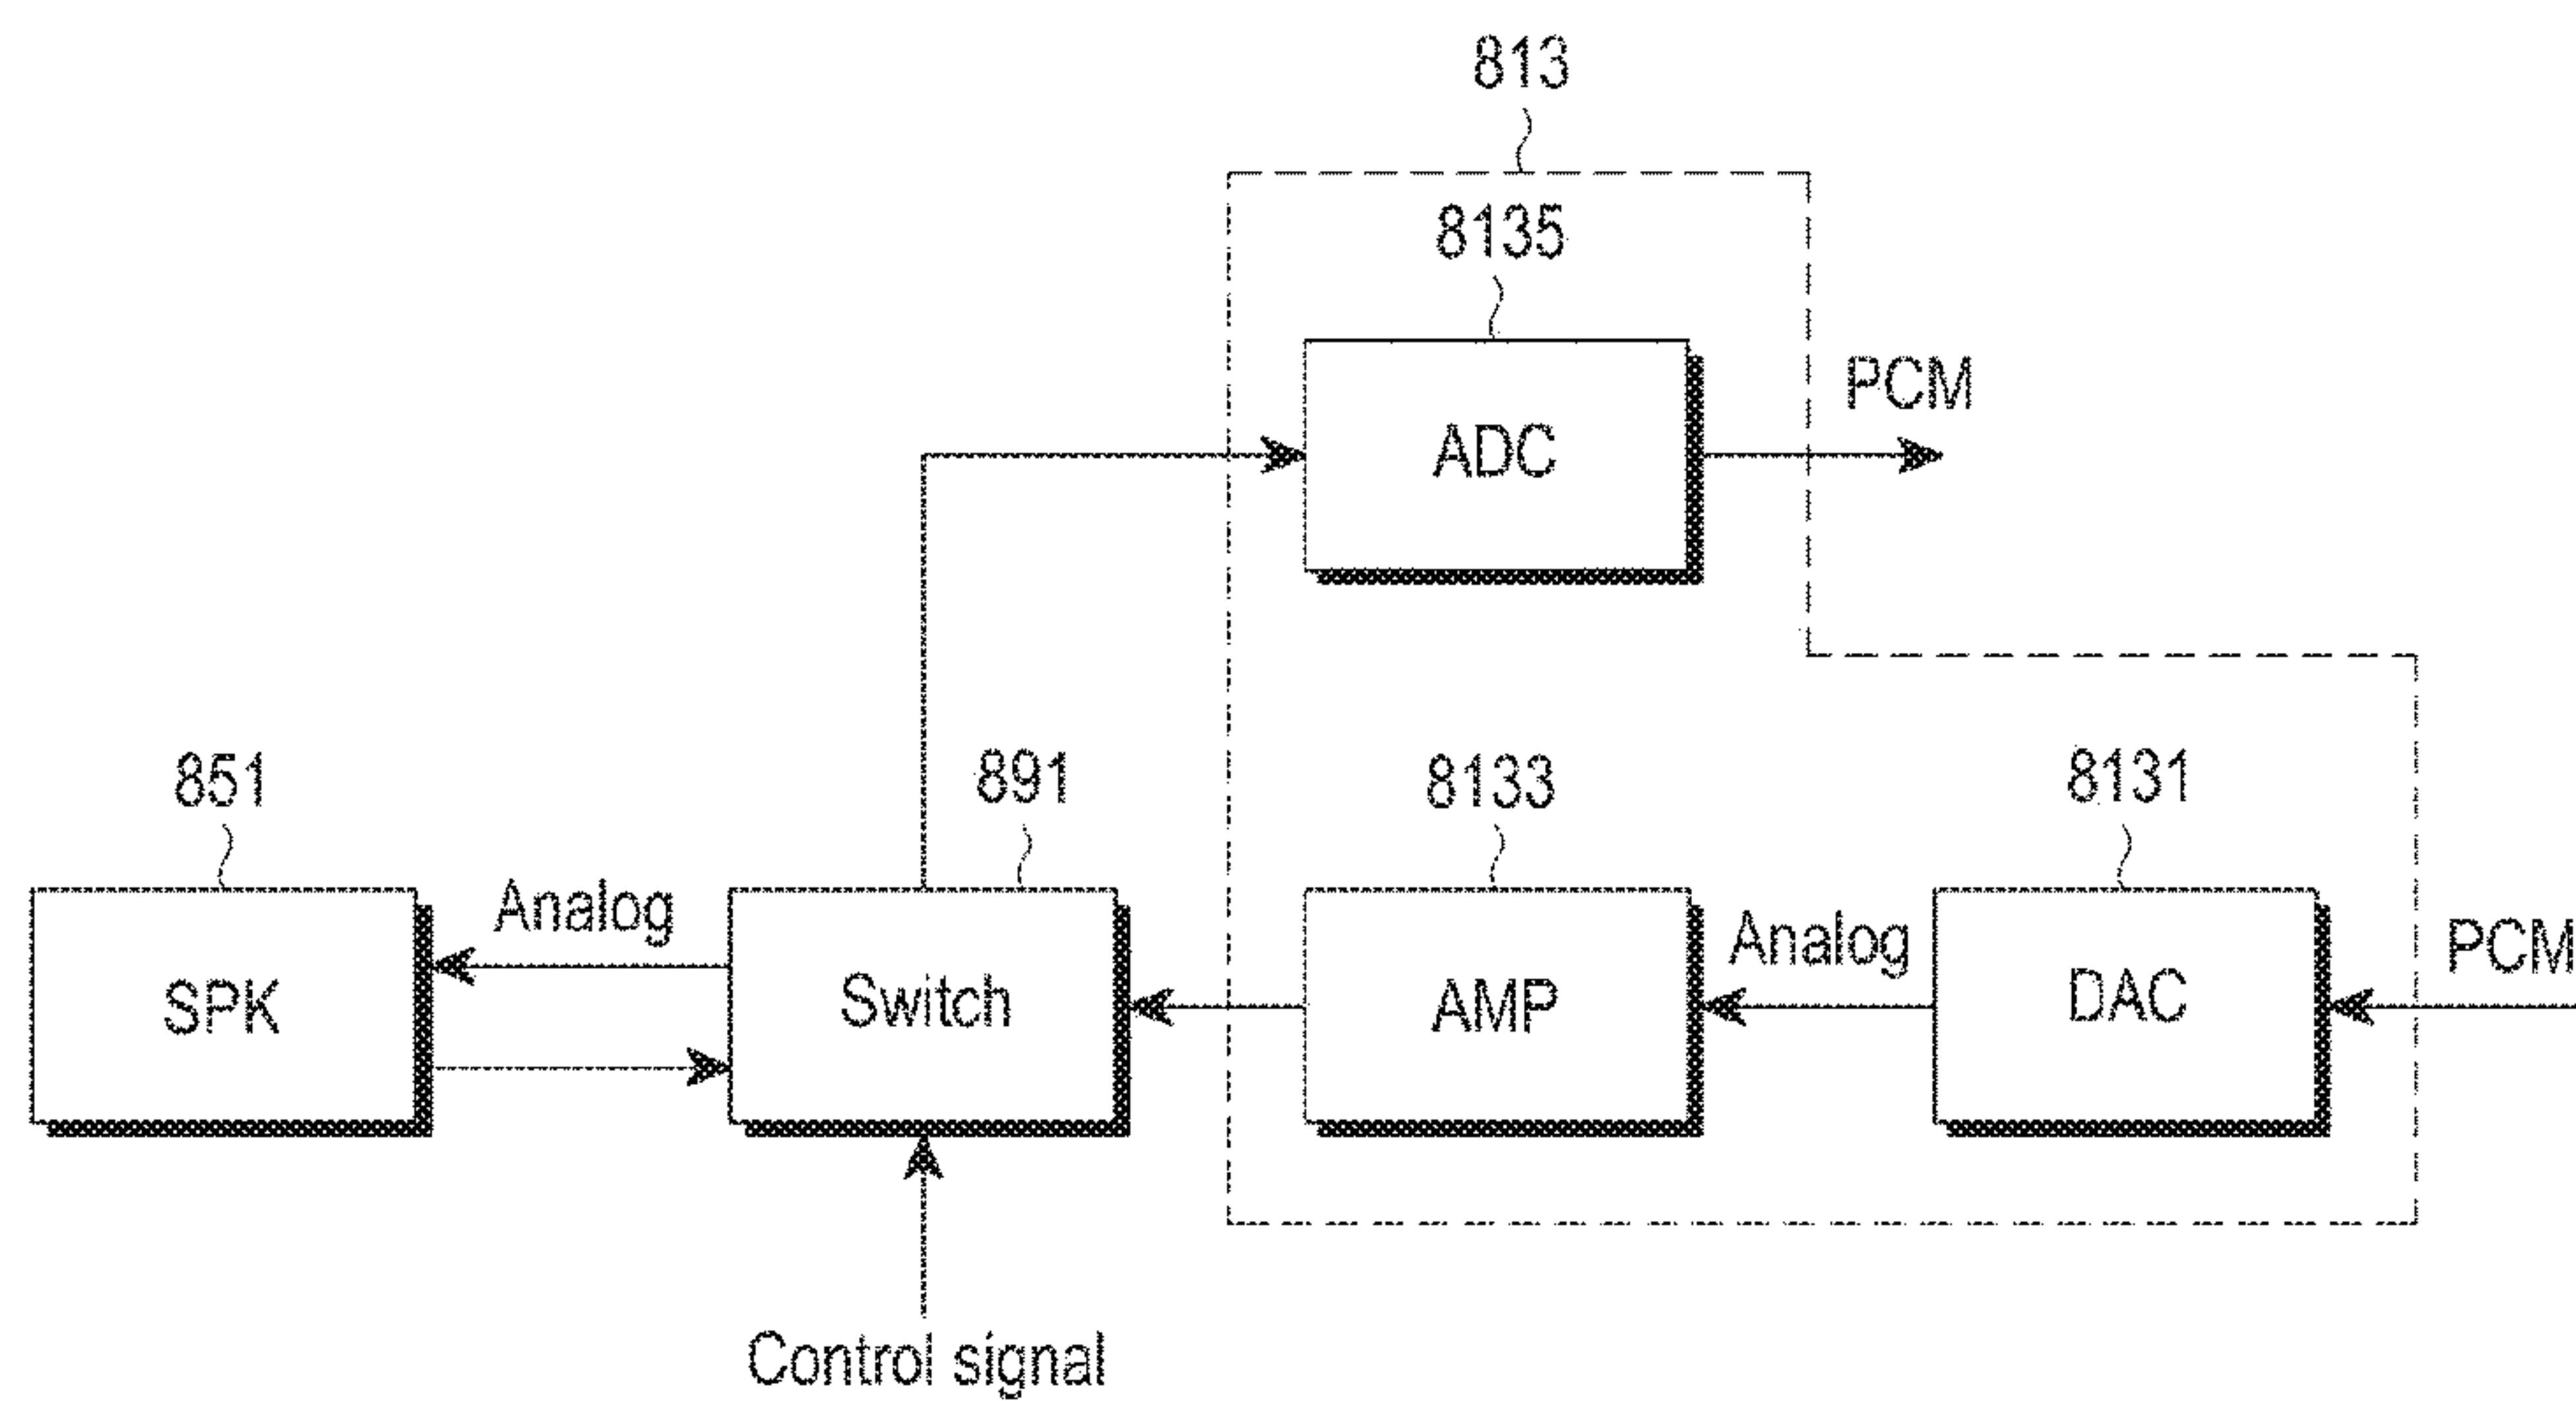 813
8135
ADC
PCM
851
891
8133
8131
Analog
Analog
PCM
SPK
Switch
AMP
DAC
Control signal